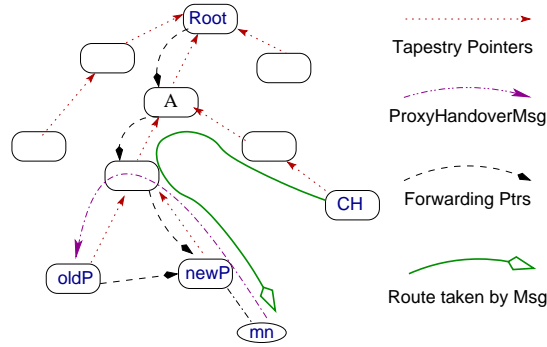 Root
Tapestry Pointers
A
ProxyHandoverMsg
CH
Forwarding Ptrs
oldP
newP
Route taken by Msg
mn